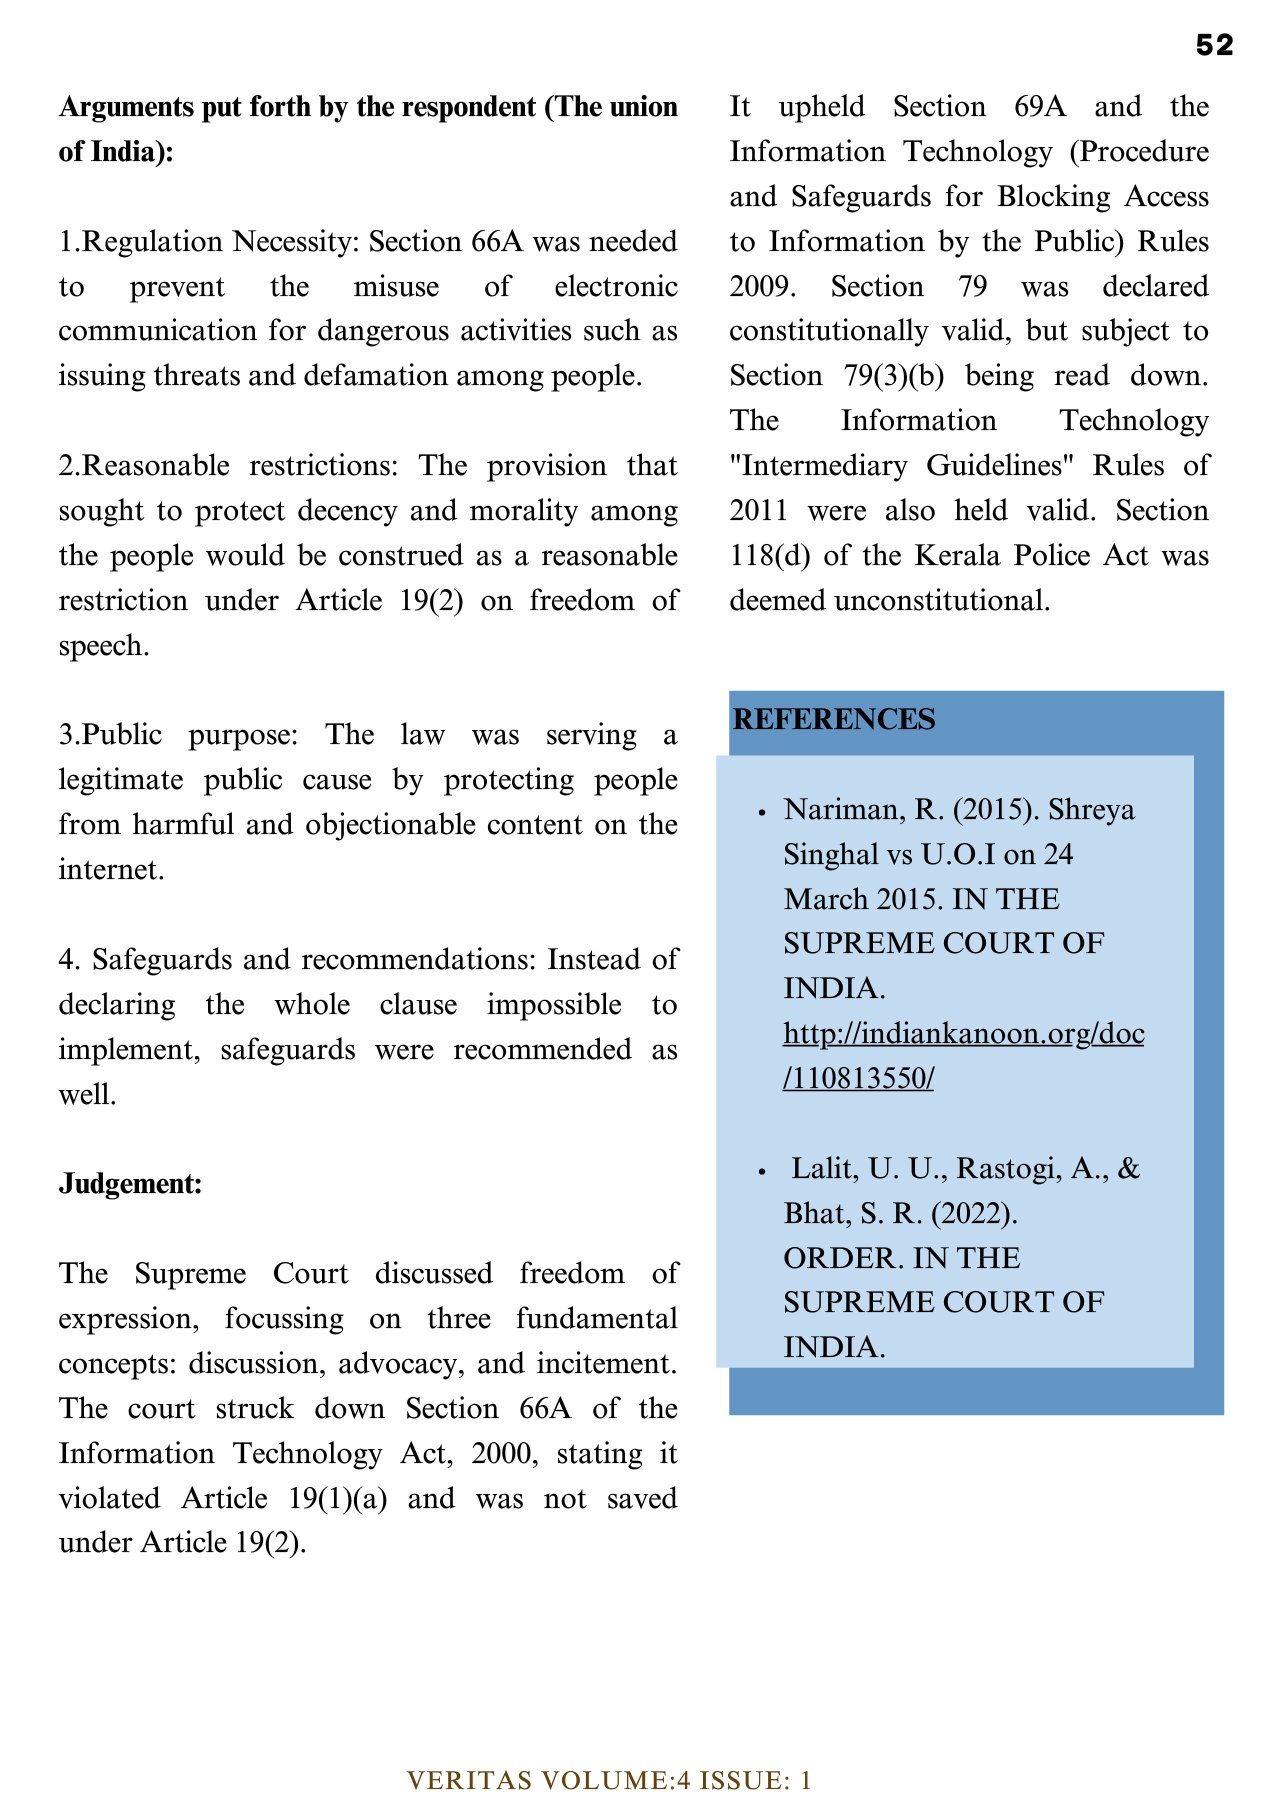 52
Arguments put forth by the respondent (The union
of India):
1.Regulation Necessity: Section 66A was needed
to prevent the misuse of electronic
communication for dangerous activities such as
issuing threats and defamation among people.
2.Reasonable restrictions: The provision that
sought to protect decency and morality among
the people would be construed as a reasonable
restriction under Article 19(2) on freedom of
speech.
3.Public purpose: The law was serving a
legitimate public cause by protecting people
from harmful and objectionable content on the
internet.
4. Safeguards and recommendations: Instead of
declaring the whole clause impossible to
implement, safeguards were recommended as
well.
Judgement:
The Supreme Court discussed freedom of
expression, focussing on three fundamental
concepts: discussion, advocacy, and incitement.
The court struck down Section 66A of the
Information Technology Act, 2000, stating it
violated Article 19(1)(a) and was not saved
under Article 19(2).
It upheld Section 69A and the
Information Technology (Procedure
and Safeguards for Blocking Access
to Information by the Public) Rules
2009. Section 79 was declared
constitutionally valid, but subject to
Section 79(3)(b) being read down.
The Information Technology
"Intermediary Guidelines" Rules of
2011 were also held valid. Section
118(d) of the Kerala Police Act was
deemed unconstitutional.
REFERENCES
• Nariman, R. (2015). Shreya
Singhal vs U.O.I on 24
March 2015. IN THE
SUPREME COURT OF
INDIA.
http://indiankanoon.org/doc
/110813550/
• Lalit, U. U., Rastogi, A., &
Bhat, S. R. (2022).
ORDER. IN THE
SUPREME COURT OF
INDIA.
VERITAS VOLUME:4 ISSUE: 1